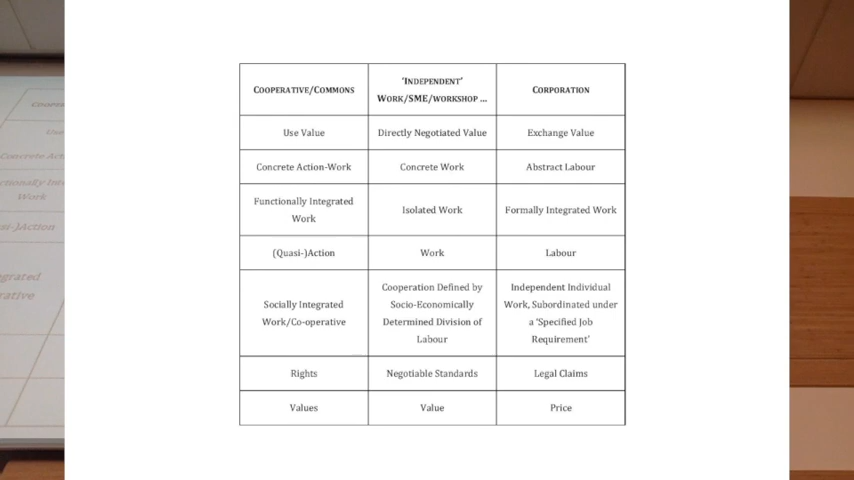 COOPERATIVE/COMMONS
'INDEPENDENT'
WORK/SME/WORKSHOP ...
CORPORATION
Use Value
Directly Negotiated Value
Exchange Value
Concrete Action-Work
Concrete Work
Abstract Labour
Functionally Integrated
Work
Isolated Work
Formally Integrated Work
(Quasi-)Action
Work
Labour
Socially Integrated
Work/Co-operative
Cooperation Defined by
Socio-Economically
Determined Division of
Labour
Independent Individual
Work, Subordinated under
a 'Specified Job
Requirement'
Rights
Negotiable Standards
Legal Claims
Values
Value
Price